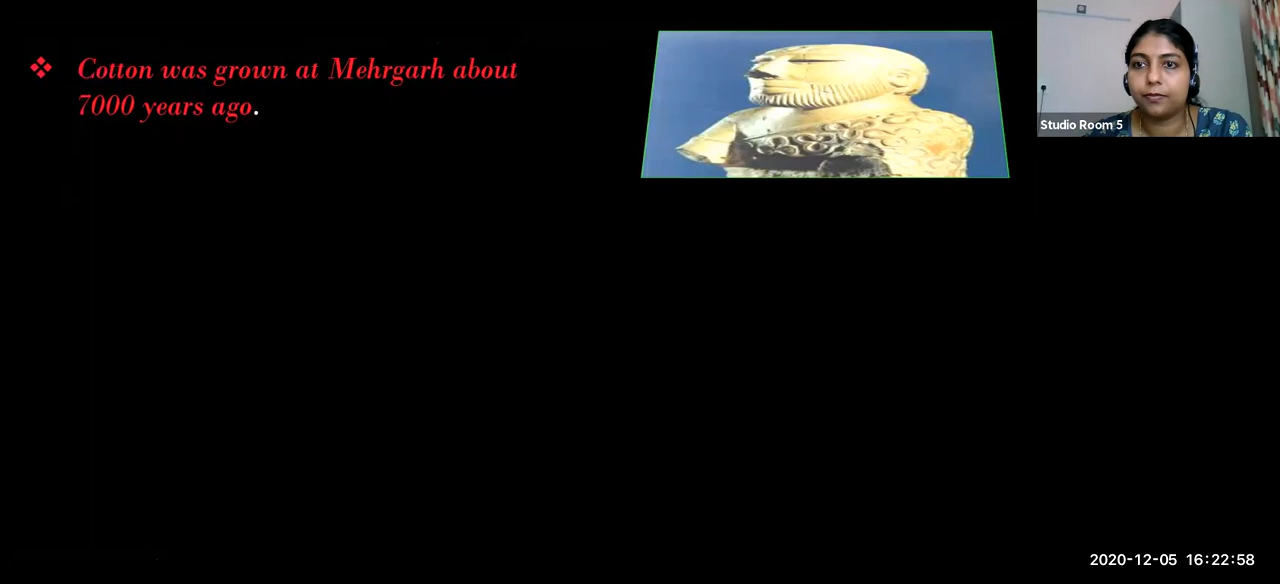 ❖ Cotton was grown at Mehrgarh about
7000 years ago.
Studio Room 5
2020-12-05 16:22:58